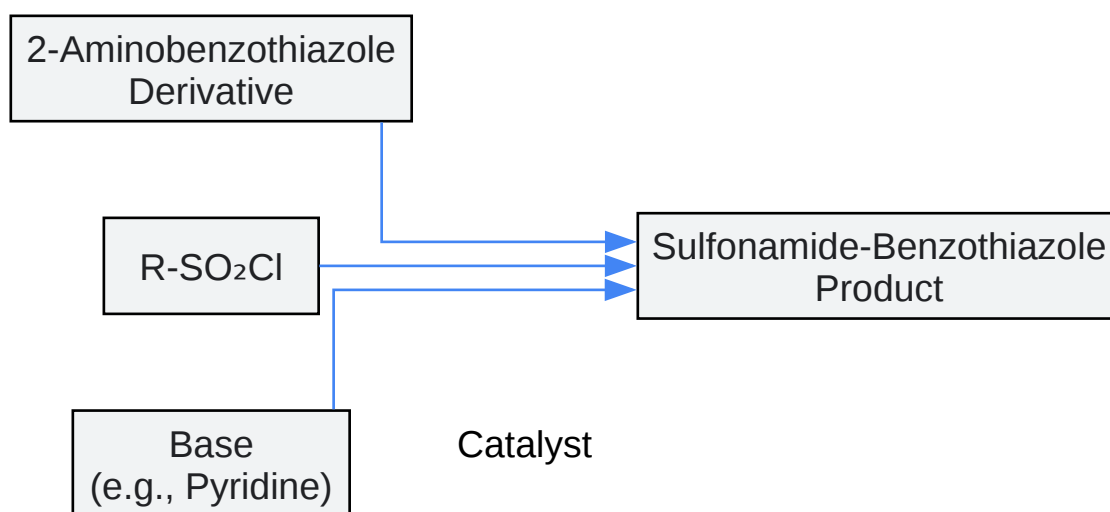 2-Aminobenzothiazole
Derivative
R-SO₂Cl
Sulfonamide-Benzothiazole
Product
Base
(e.g., Pyridine)
Catalyst